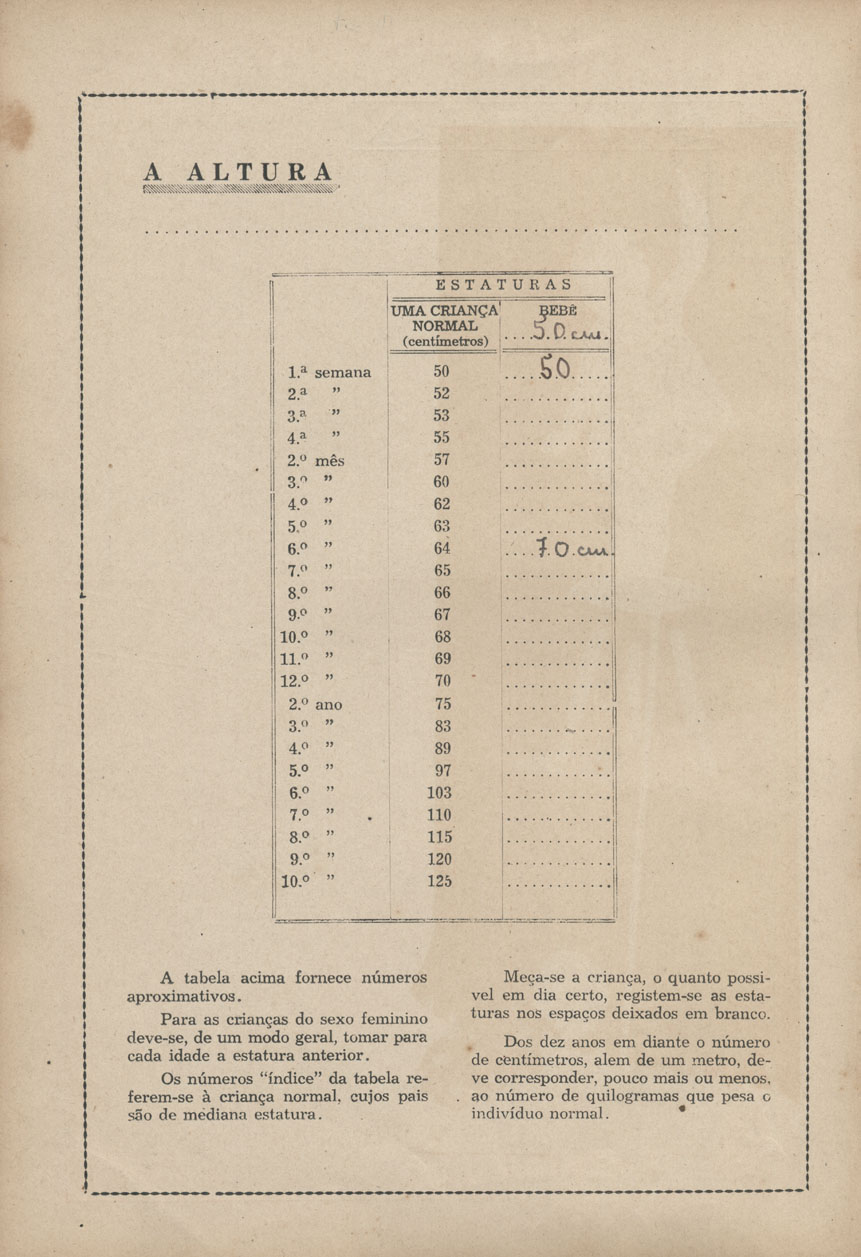 A ALTURA
ESTATURAS
UMA CRIANÇA NORMAL (centímetros) BEBÊ 50 cm
1.ª semana 50 50
2.ª ” 52
3.ª ” 53
4.ª ” 55
2.º mês 57
3.º ” 60
4.º ” 62
5.º ” 63
6.º ” 64 70 cm
7.º ” 65
8.º ” 66
9.º ” 67
10.º ” 68
11.º ” 69
12.º ” 70
2.º ano 75
3.º ” 83
4.º ” 89
5.º ” 97
6.º ” 103
7.º ” 110
8.º ” 115
9.º ” 120
10.º ” 125
A tabela acima fornece números
aproximativos.
Para as crianças do sexo feminino
deve-se, de um modo geral, tomar para
cada idade a estatura anterior.
Os números “índice” da tabela re-
ferem-se à criança normal, cujos pais
são de mediana estatura.
Meça-se a criança, o quanto possi-
vel em dia certo, registem-se as esta-
turas nos espaços deixados em branco.
Dos dez anos em diante o número
de centímetros, alem de um metro, de-
ve corresponder, pouco mais ou menos,
ao número de quilogramas que pesa o
indivíduo normal.